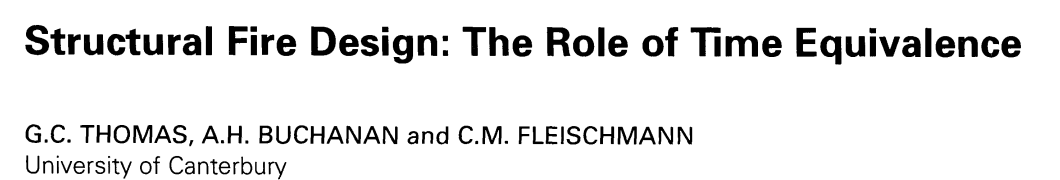 Structural Fire Design: The Role of Time Equivalence
G.C. THOMAS, A.H. BUCHANAN and C.M. FLEISCHMANN
University of Canterbury